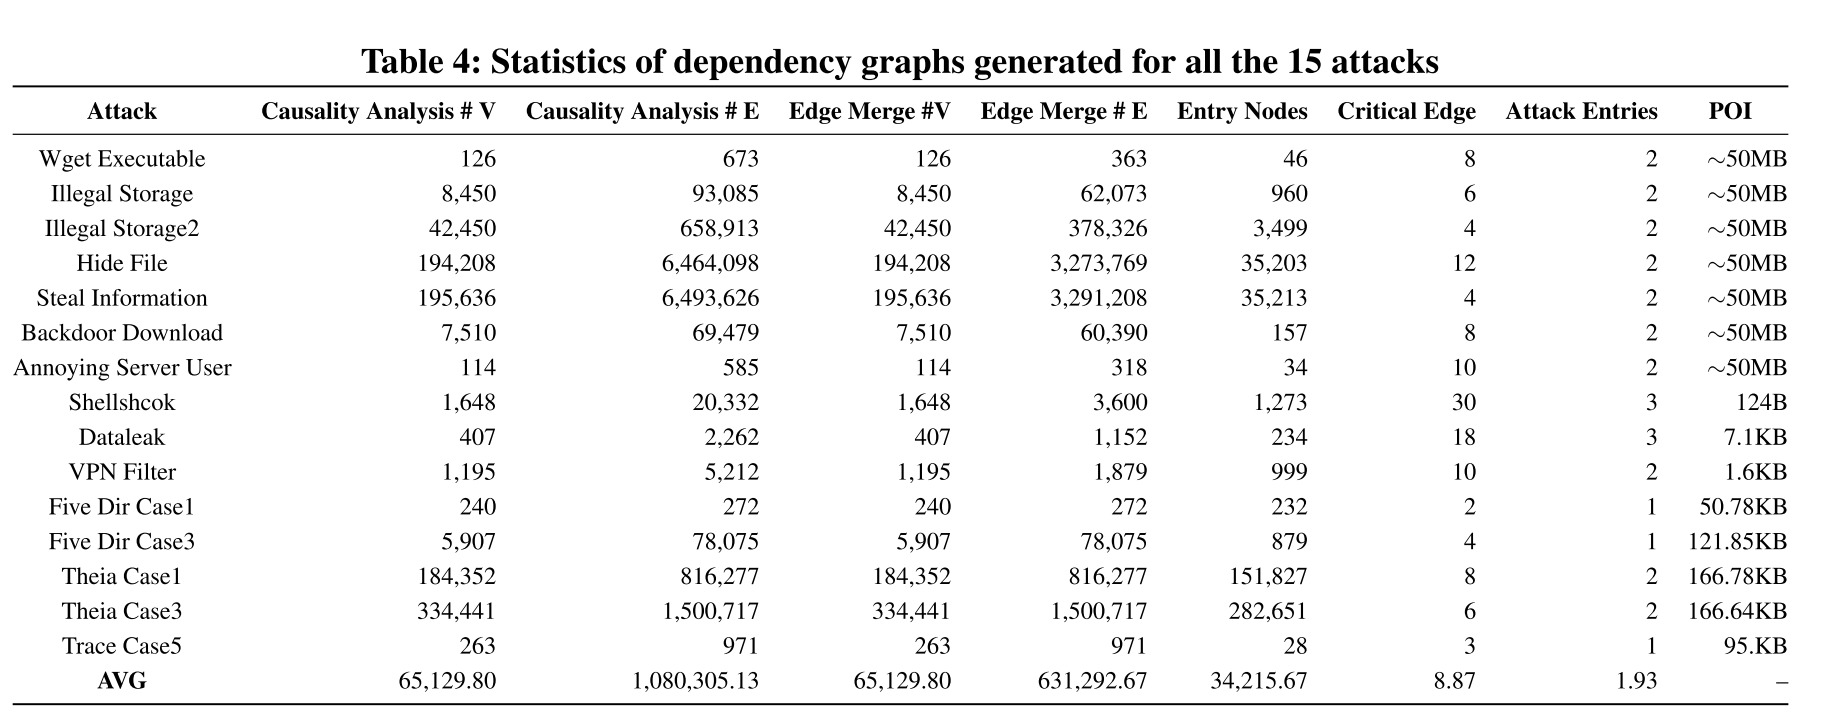 Table 4: Statistics of dependency graphs generated for all the 15 attacks
Attack Causality Analysis # V Causality Analysis # E Edge Merge #V Edge Merge # E Entry Nodes Critical Edge Attack Entries POI
Wget Executable 126 673 126 363 46 8 2 ~50MB
Illegal Storage 8,450 93,085 8,450 62,073 960 6 2 ~50MB
Illegal Storage2 42,450 658,913 42,450 378,326 3,499 4 2 ~50MB
Hide File 194,208 6,464,098 194,208 3,273,769 35,203 12 2 ~50MB
Steal Information 195,636 6,493,626 195,636 3,291,208 35,213 4 2 ~50MB
Backdoor Download 7,510 69,479 7,510 60,390 157 8 2 ~50MB
Annoying Server User 114 585 114 318 34 10 2 ~50MB
Shellshcok 1,648 20,332 1,648 3,600 1,273 30 3 124B
Dataleak 407 2,262 407 1,152 234 18 3 7.1KB
VPN Filter 1,195 5,212 1,195 1,879 999 10 2 1.6KB
Five Dir Case1 240 272 240 272 232 2 1 50.78KB
Five Dir Case3 5,907 78,075 5,907 78,075 879 4 1 121.85KB
Theia Case1 184,352 816,277 184,352 816,277 151,827 8 2 166.78KB
Theia Case3 334,441 1,500,717 334,441 1,500,717 282,651 6 2 166.64KB
Trace Case5 263 971 263 971 28 3 1 95.KB
AVG 65,129.80 1,080,305.13 65,129.80 631,292.67 34,215.67 8.87 1.93 –